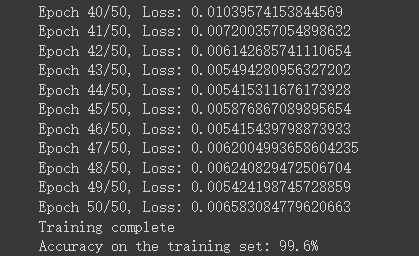 Epoch 40/50, Loss: 0.01039574153844569
Epoch 41/50, Loss: 0.007200357054898632
Epoch 42/50, Loss: 0.006142685741110654
Epoch 43/50, Loss: 0.005494280956327202
Epoch 44/50, Loss: 0.005415311676173928
Epoch 45/50, Loss: 0.005876867089895654
Epoch 46/50, Loss: 0.005415439798873933
Epoch 47/50, Loss: 0.0062004993658604235
Epoch 48/50, Loss: 0.006240829472506704
Epoch 49/50, Loss: 0.005424198745728859
Epoch 50/50, Loss: 0.006583084779620663
Training complete
Accuracy on the training set: 99.6%